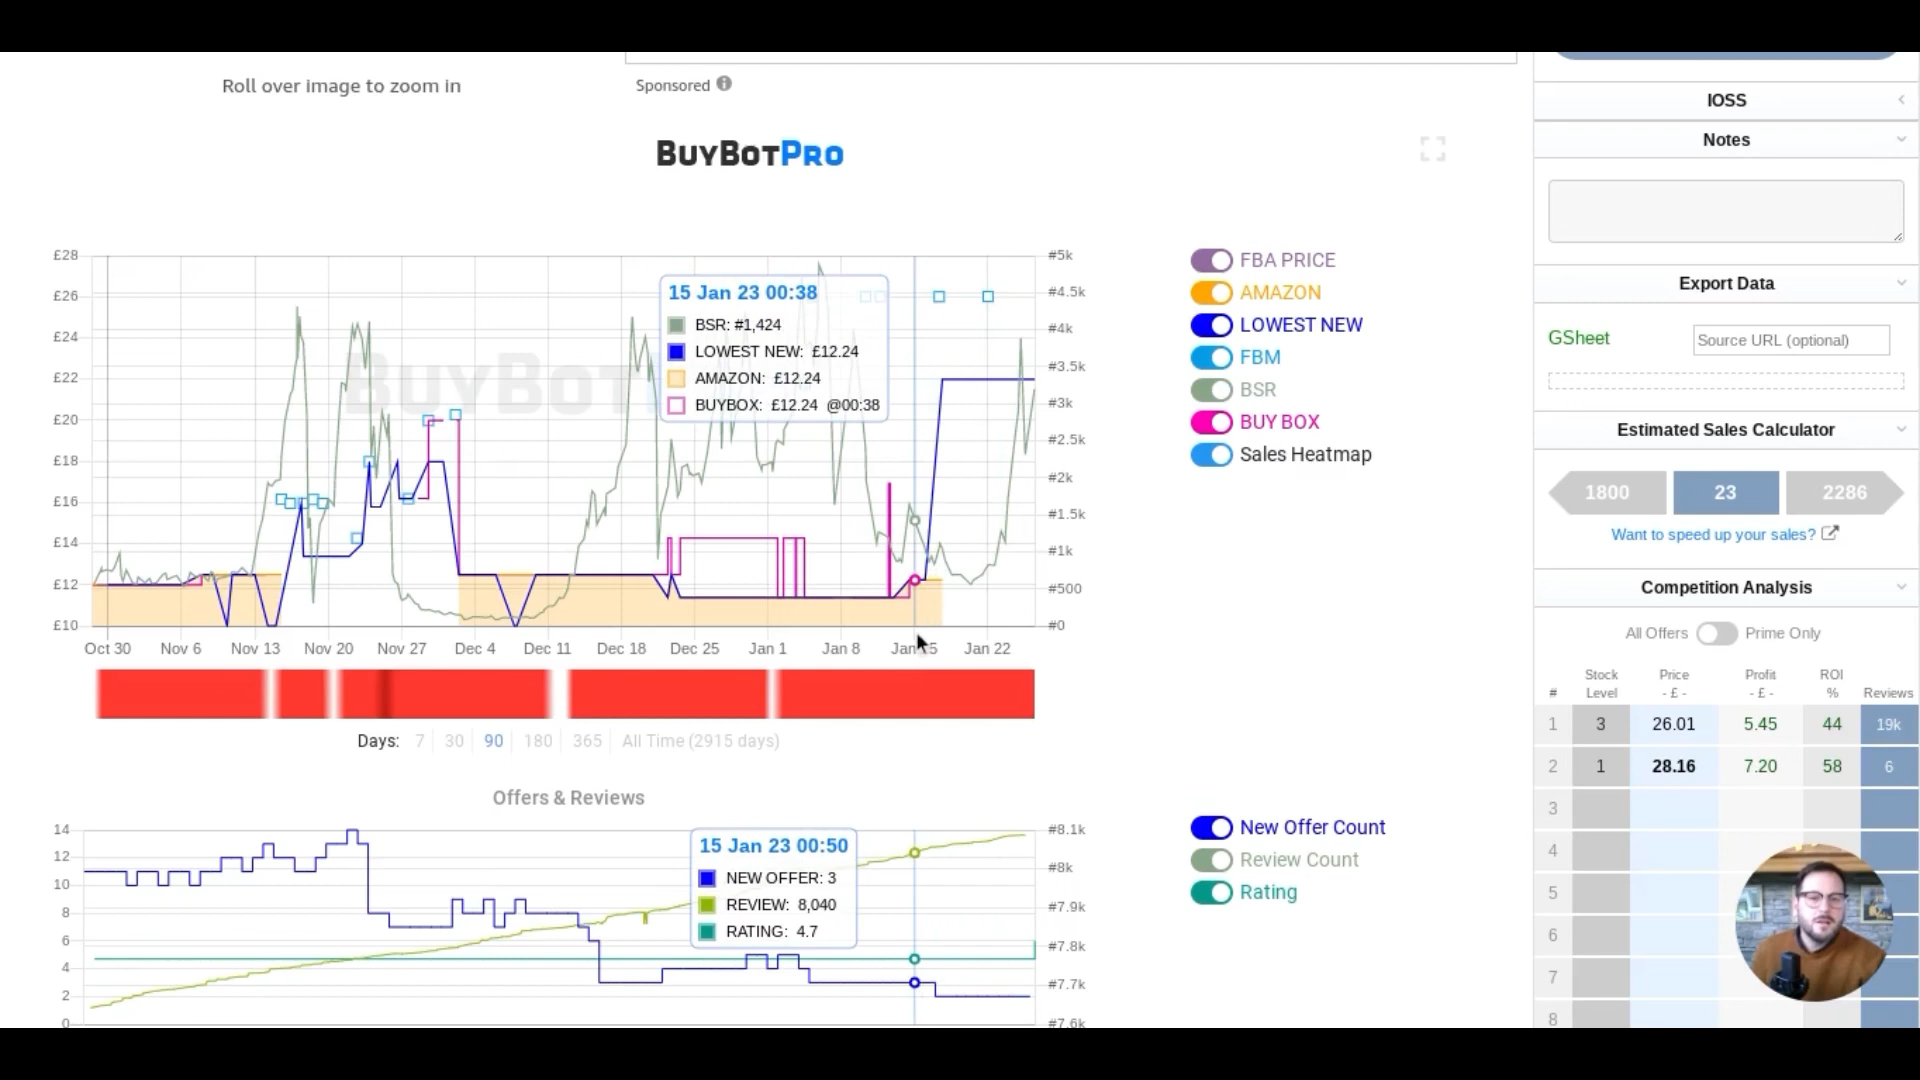 Roll over image to zoom in
Sponsored
BUYBOTPRO
£28
£26
£24
£22
£20
£18
£16
£14
£12
£10
#5k
#4.5k
#4k
#3.5k
#3k
#2.5k
#2k
#1.5k
#1k
#500
#0
15 Jan 23 00:38
BSR: #1,424
LOWEST NEW: £12.24
AMAZON: £12.24
BUYBOX: £12.24 @00:38
BUYBOT
Oct 30
Nov 6
Nov 13
Nov 20
Nov 27
Dec 4
Dec 11
Dec 18
Dec 25
Jan 1
Jan 8
Jan 15
Jan 22
FBA PRICE
AMAZON
LOWEST NEW
FBM
BSR
BUY BOX
Sales Heatmap
Days: 7 30 90 180 365 All Time (2915 days)
Offers & Reviews
14
12
10
8
6
4
2
0
#8.1k
#8k
#7.9k
#7.8k
#7.7k
#7.6k
15 Jan 23 00:50
NEW OFFER: 3
REVIEW: 8,040
RATING: 4.7
New Offer Count
Review Count
Rating
IOSS
Notes
Export Data
GSheet
Source URL (optional)
Estimated Sales Calculator
1800 23 2286
Want to speed up your sales?
Competition Analysis
All Offers Prime Only
# Stock Level Price - £ - Profit - £ - ROI % Reviews
1 3 26.01 5.45 44 19k
2 1 28.16 7.20 58 6
3
4
5
6
7
8